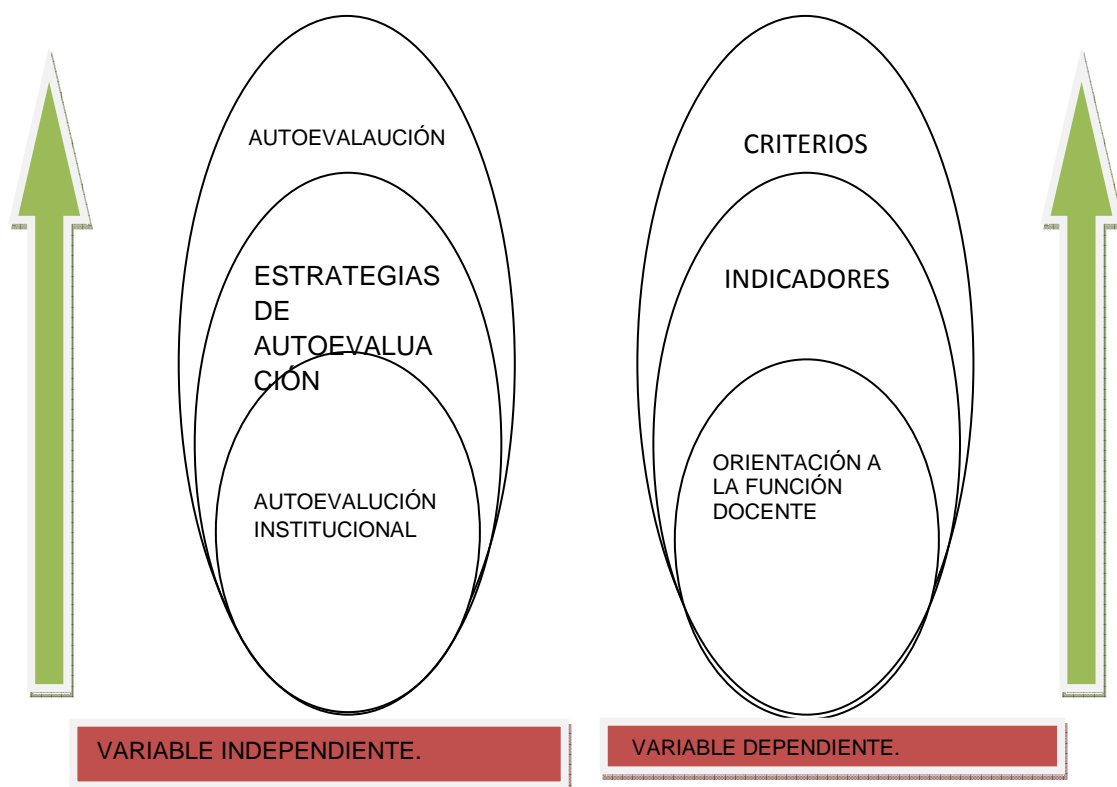 AUTOEVALAUCIÓN
ESTRATEGIAS
DE
AUTOEVALUA
CIÓN
AUTOEVALUCIÓN
INSTITUCIONAL
VARIABLE INDEPENDIENTE.
CRITERIOS
INDICADORES
ORIENTACIÓN A
LA FUNCIÓN
DOCENTE
VARIABLE DEPENDIENTE.